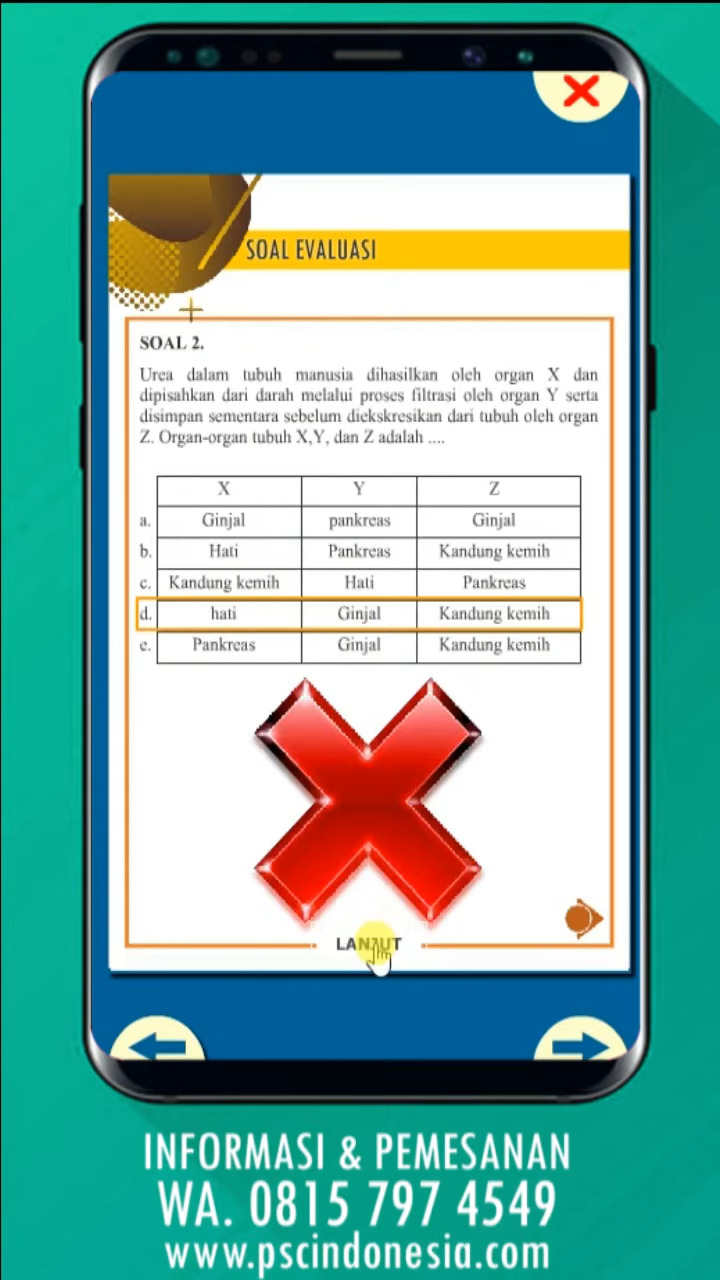 SOAL EVALUASI
SOAL 2.
Urea dalam tubuh manusia dihasilkan oleh organ X dan
dipisahkan dari darah melalui proses filtrasi oleh organ Y serta
disimpan sementara sebelum diekskresikan dari tubuh oleh organ
Z. Organ-organ tubuh X,Y, dan Z adalah ....
X Y Z
a. Ginjal pankreas Ginjal
b. Hati Pankreas Kandung kemih
c. Kandung kemih Hati Pankreas
d. hati Ginjal Kandung kemih
e. Pankreas Ginjal Kandung kemih
LANJUT
INFORMASI & PEMESANAN
WA. 0815 797 4549
www.pscindonesia.com